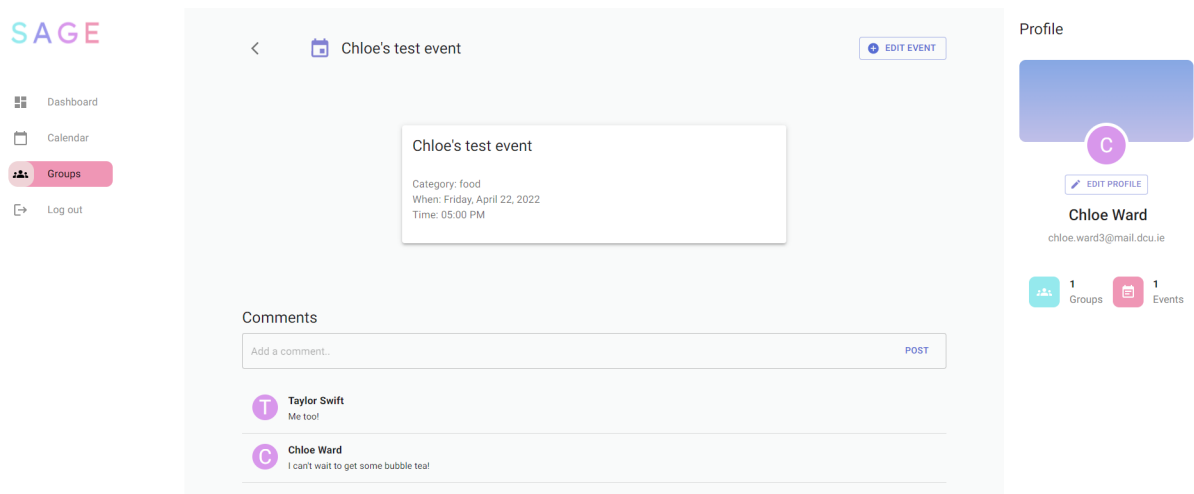 SAGE
Dashboard
Calendar
Groups
Log out
Chloe's test event
EDIT EVENT
Chloe's test event
Category: food
When: Friday, April 22, 2022
Time: 05:00 PM
Comments
Add a comment..
POST
T
Taylor Swift
Me too!
C
Chloe Ward
I can't wait to get some bubble tea!
Profile
C
EDIT PROFILE
Chloe Ward
chloe.ward3@mail.dcu.ie
1
Groups
1
Events